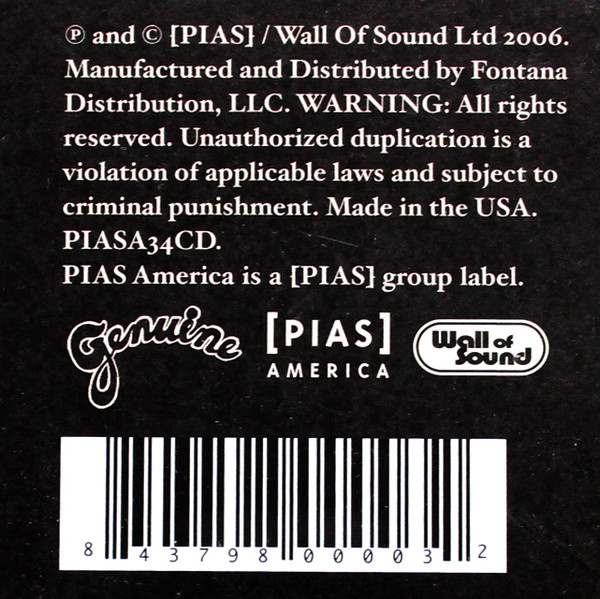 ℗ and © [PIAS] / Wall Of Sound Ltd 2006.
Manufactured and Distributed by Fontana
Distribution, LLC. WARNING: All rights
reserved. Unauthorized duplication is a
violation of applicable laws and subject to
criminal punishment. Made in the USA.
PIASA34CD.
PIAS America is a [PIAS] group label.
Genuine
[PIAS]
AMERICA
Wall of
Sound
8 43798 00003 2